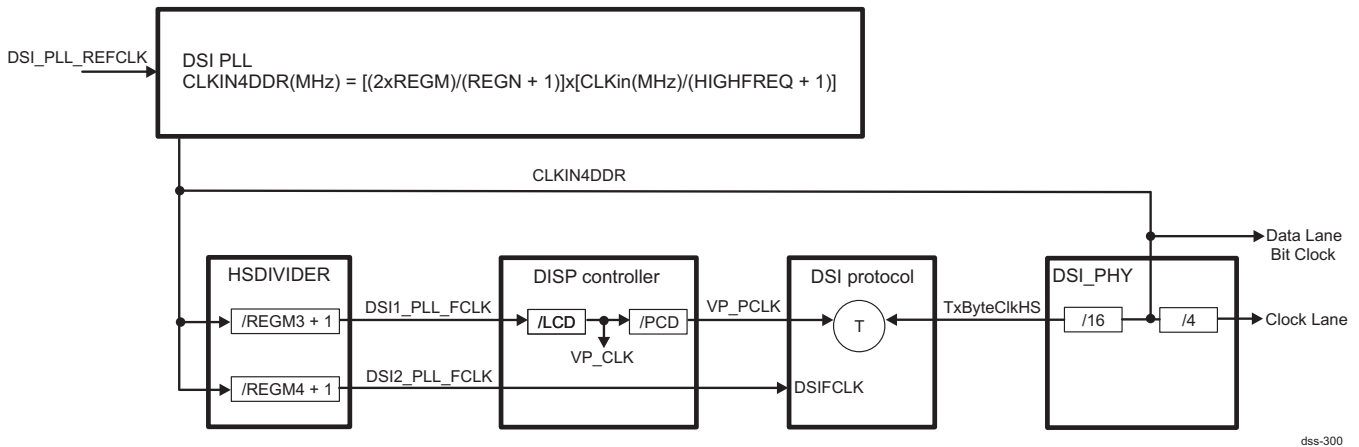 DSI_PLL_REFCLK
DSI PLL
CLKIN4DDR(MHz) = [(2xREGM)/(REGN + 1)]x[CLKin(MHz)/(HIGHFREQ + 1)]
CLKIN4DDR
Data Lane
Bit Clock
HSDIVIDER
DISP controller
DSI protocol
DSI_PHY
/REGM3 + 1
DSI1_PLL_FCLK
/LCD
/PCD
VP_PCLK
T
TxByteClkHS
/16
/4
Clock Lane
VP_CLK
/REGM4 + 1
DSI2_PLL_FCLK
DSIFCLK
dss-300